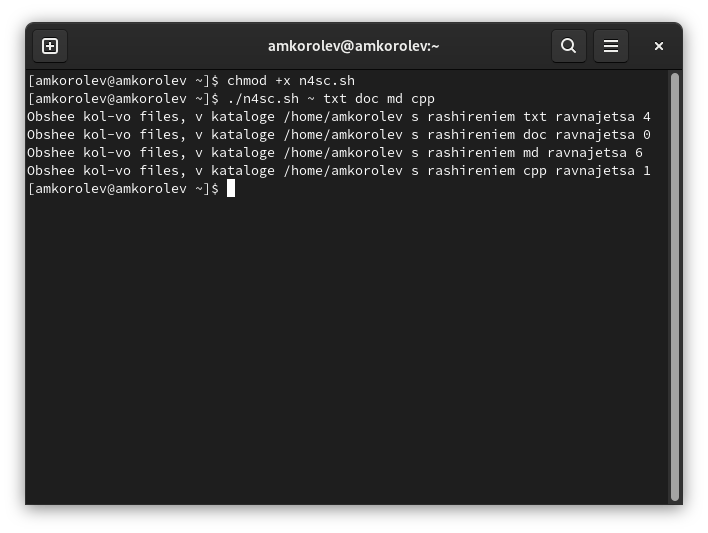 amkorolev@amkorolev:~
[amkorolev@amkorolev ~]$ chmod +x n4sc.sh
[amkorolev@amkorolev ~]$ ./n4sc.sh ~ txt doc md cpp
Obshee kol-vo files, v kataloge /home/amkorolev s rashireniem txt ravnajetsa 4
Obshee kol-vo files, v kataloge /home/amkorolev s rashireniem doc ravnajetsa 0
Obshee kol-vo files, v kataloge /home/amkorolev s rashireniem md ravnajetsa 6
Obshee kol-vo files, v kataloge /home/amkorolev s rashireniem cpp ravnajetsa 1
[amkorolev@amkorolev ~]$